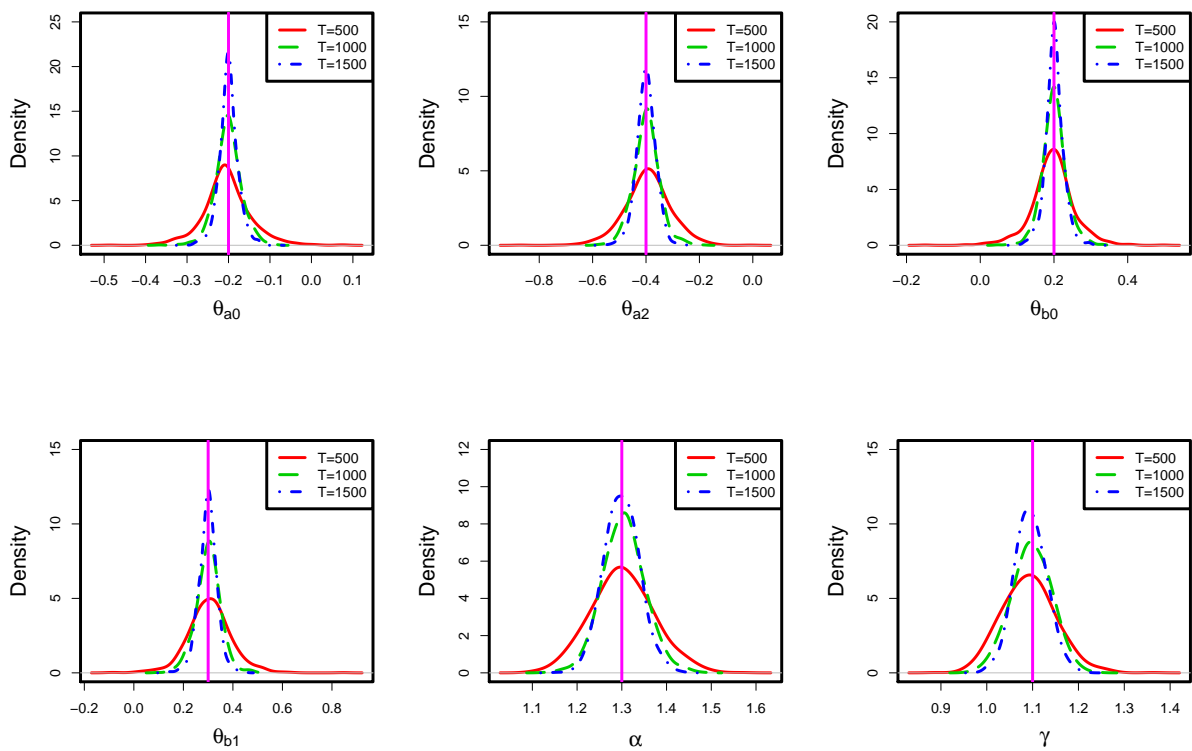 25
20
15
10
5
0
Density
T=500
T=1000
T=1500
−0.5 −0.4 −0.3 −0.2 −0.1 0.0 0.1
θa0
15
10
5
0
Density
T=500
T=1000
T=1500
−0.8 −0.6 −0.4 −0.2 0.0
θa2
20
15
10
5
0
Density
T=500
T=1000
T=1500
−0.2 0.0 0.2 0.4
θb0
15
10
5
0
Density
T=500
T=1000
T=1500
−0.2 0.0 0.2 0.4 0.6 0.8
θb1
12
10
8
6
4
2
0
Density
T=500
T=1000
T=1500
1.1 1.2 1.3 1.4 1.5 1.6
α
15
10
5
0
Density
T=500
T=1000
T=1500
0.9 1.0 1.1 1.2 1.3 1.4
γ